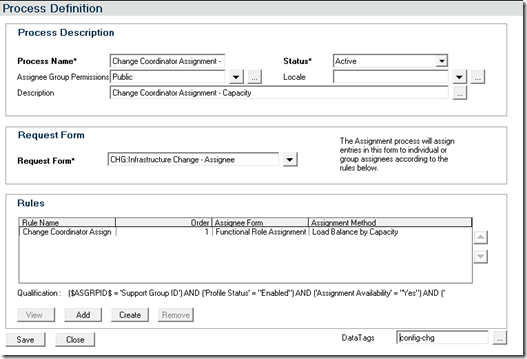 Process Definition
Process Description
Process Name* Change Coordinator Assignment - Status* Active
Assignee Group Permissions Public ... Locale ...
Description Change Coordinator Assignment - Capacity ...
Request Form
Request Form* CHG:Infrastructure Change - Assignee
The Assignment process will assign
entries in this form to individual or
group assignees according to the
rules below.
Rules
Rule Name Order Assignee Form Assignment Method
Change Coordinator Assign 1 Functional Role Assignment Load Balance by Capacity
Qualification : ($ASGRPID$ = 'Support Group ID') AND ('Profile Status' = "Enabled") AND ('Assignment Availability' = "Yes") AND ('
View Add Create Remove
Save Close DataTags config-chg ...